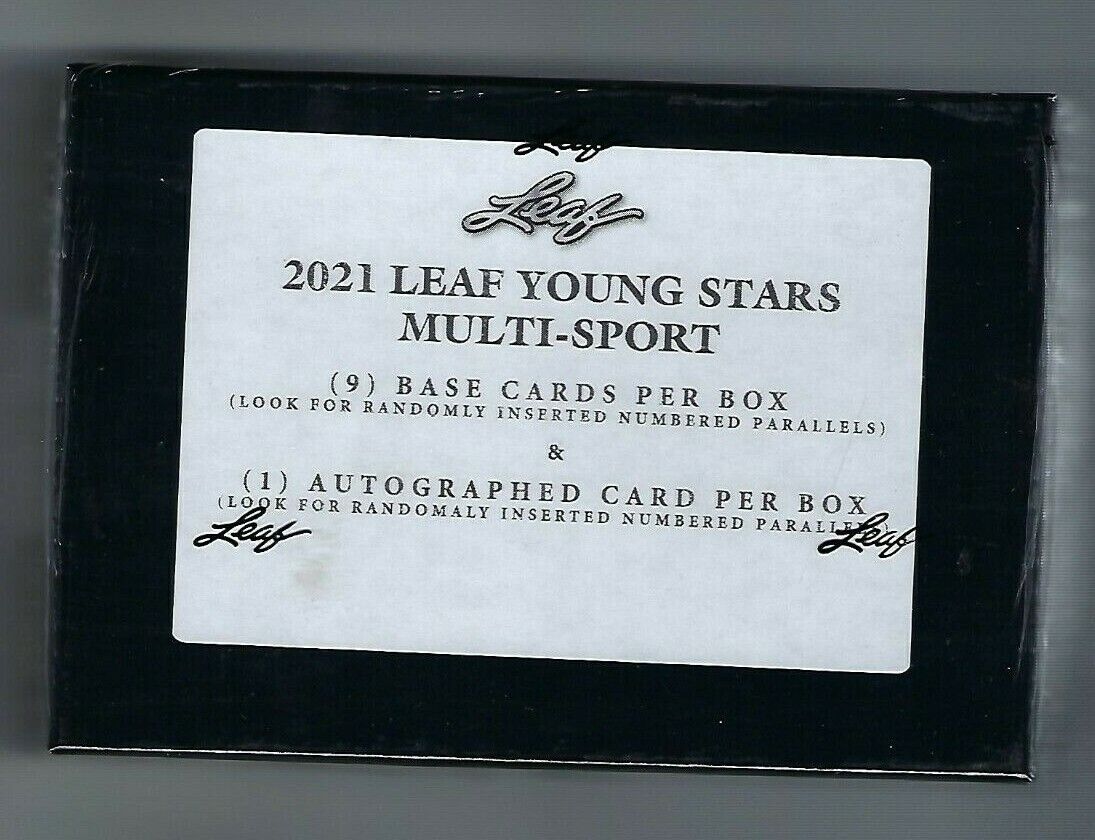 Leaf
Leaf
2021 LEAF YOUNG STARS
MULTI-SPORT
(9) BASE CARDS PER BOX
(LOOK FOR RANDOMLY INSERTED NUMBERED PARALLELS)
&
(1) AUTOGRAPHED CARD PER BOX
(LOOK FOR RANDOMALY INSERTED NUMBERED
Leaf
Leaf